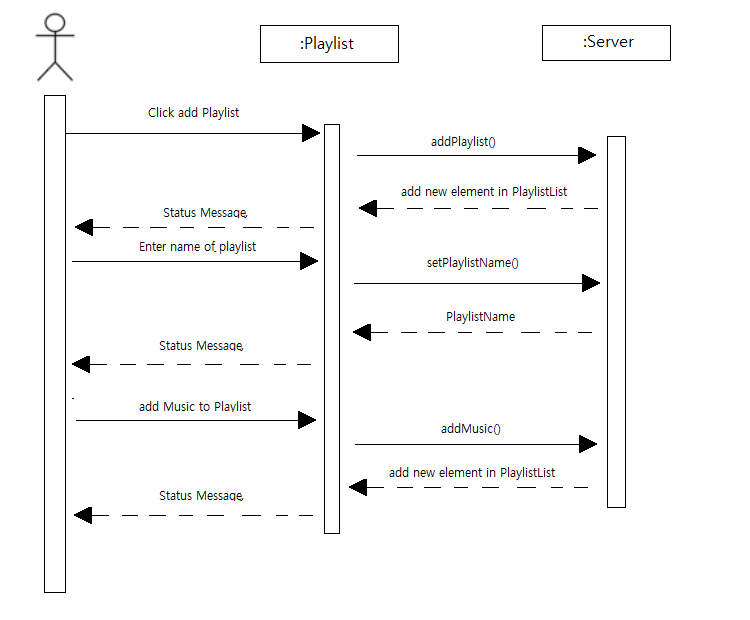 :Playlist
:Server
Click add Playlist
addPlaylist()
add new element in PlaylistList
Status Message
Enter name of playlist
setPlaylistName()
PlaylistName
Status Message
add Music to Playlist
addMusic()
add new element in PlaylistList
Status Message